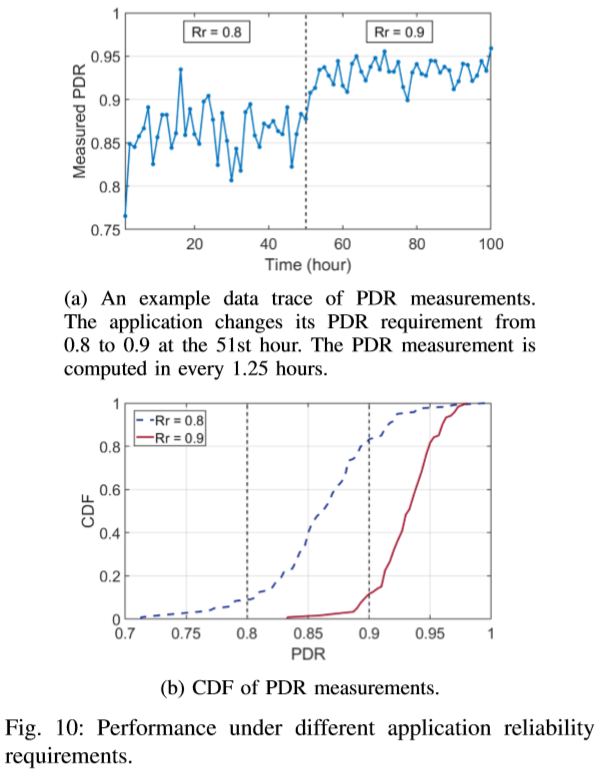 1
0.95
0.9
0.85
0.8
0.75
Measured PDR
Rr = 0.8
Rr = 0.9
20
40
60
80
100
Time (hour)
(a) An example data trace of PDR measurements.
The application changes its PDR requirement from
0.8 to 0.9 at the 51st hour. The PDR measurement is
computed in every 1.25 hours.
1
0.8
0.6
0.4
0.2
0
CDF
Rr = 0.8
Rr = 0.9
0.7
0.75
0.8
0.85
0.9
0.95
1
PDR
(b) CDF of PDR measurements.
Fig. 10: Performance under different application reliability
requirements.